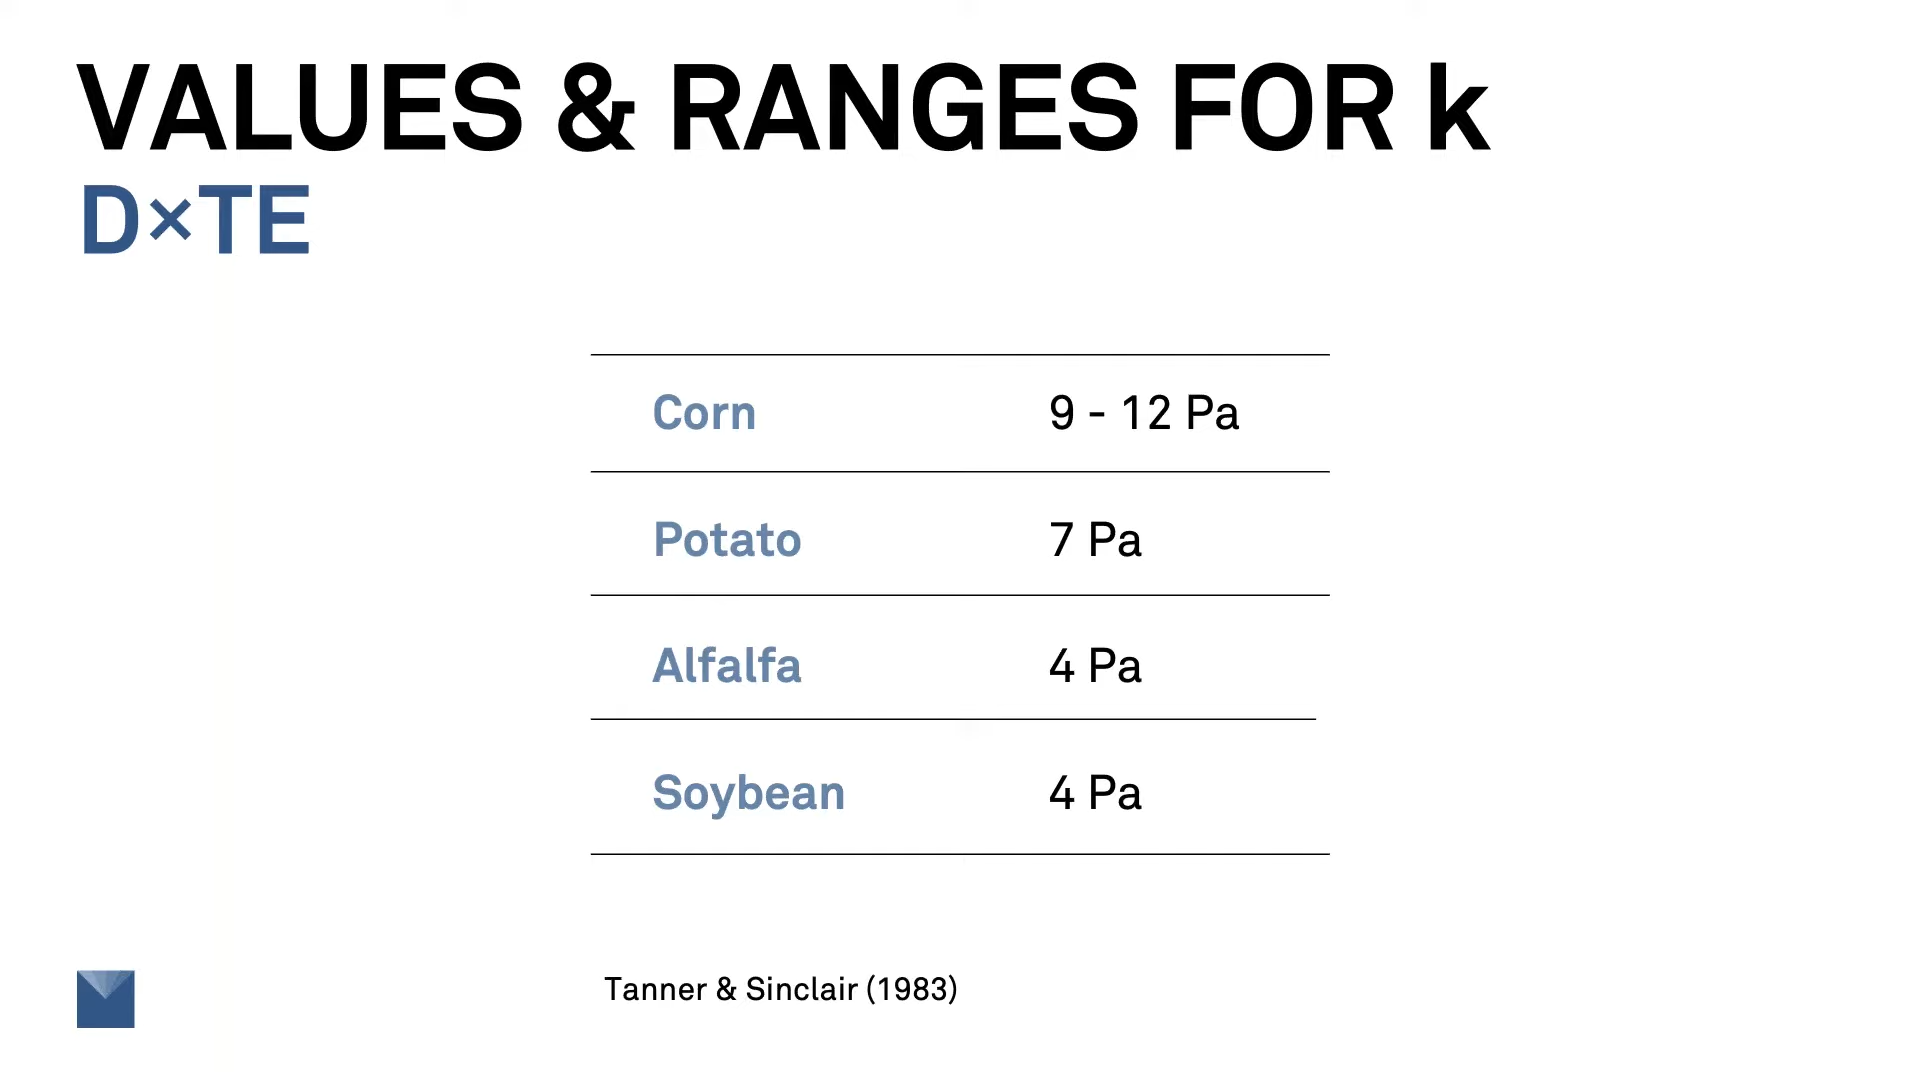 VALUES & RANGES FOR k
D×TE
Corn 9 - 12 Pa
Potato 7 Pa
Alfalfa 4 Pa
Soybean 4 Pa
Tanner & Sinclair (1983)